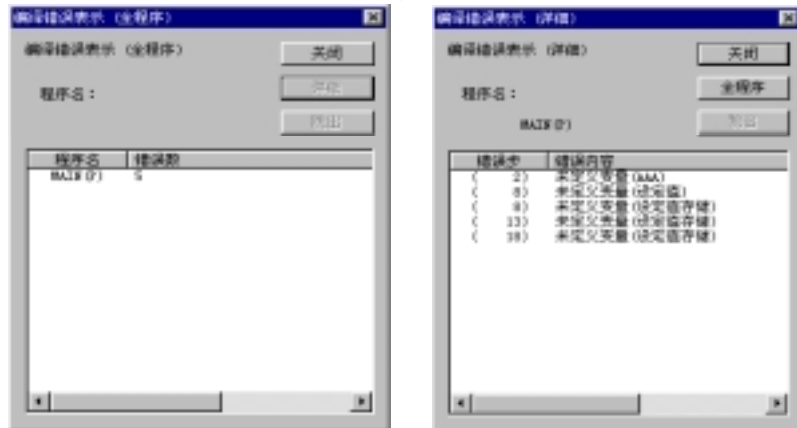 编译错误表示 (全程序)
编译错误表示 (全程序)
关闭
程序名：
详细
程序名 错误数
MAIN(P) 5
编译错误表示 (详细)
编译错误表示 (详细)
关闭
程序名：
全程序
MAIN(P)
错误步 错误内容
( 2) 未定义变量(AAA)
( 8) 未定义变量(设定值)
( 8) 未定义变量(设定值存储)
( 13) 未定义变量(设定值存储)
( 18) 未定义变量(设定值存储)